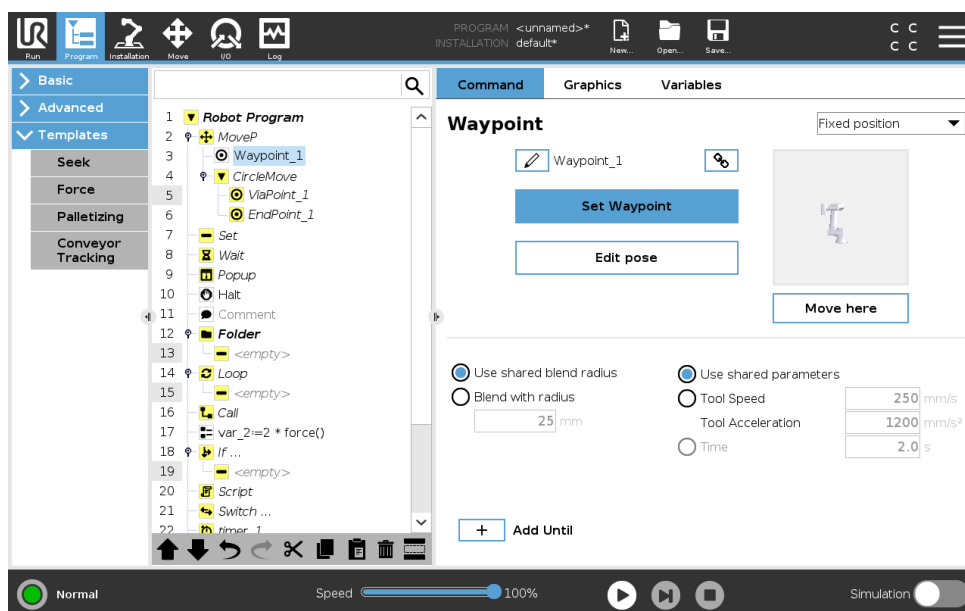 PROGRAM <unnamed>*
INSTALLATION default*
Run
Program
Installation
Move
I/O
Log
New...
Open...
Save...
C C
C C
Basic
Advanced
Templates
Seek
Force
Palletizing
Conveyor
Tracking
1 Robot Program
2 MoveP
3 Waypoint_1
4 CircleMove
5 ViaPoint_1
6 EndPoint_1
7 Set
8 Wait
9 Popup
10 Halt
11 Comment
12 Folder
13 <empty>
14 Loop
15 <empty>
16 Call
17 var_2:=2 * force()
18 If ...
19 <empty>
20 Script
21 Switch ...
22 timer_1
Command
Graphics
Variables
Waypoint
Fixed position
Waypoint_1
Set Waypoint
Edit pose
Move here
Use shared blend radius
Blend with radius
25 mm
Use shared parameters
Tool Speed 250 mm/s
Tool Acceleration 1200 mm/s²
Time 2.0 s
+ Add Until
Normal
Speed 100%
Simulation